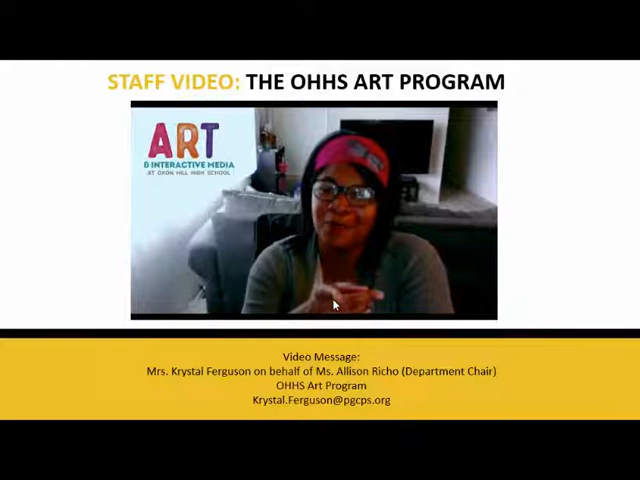 STAFF VIDEO: THE OHHS ART PROGRAM
ART
& INTERACTIVE MEDIA
AT OXON HILL HIGH SCHOOL
Video Message:
Mrs. Krystal Ferguson on behalf of Ms. Allison Richo (Department Chair)
OHHS Art Program
Krystal.Ferguson@pgcps.org